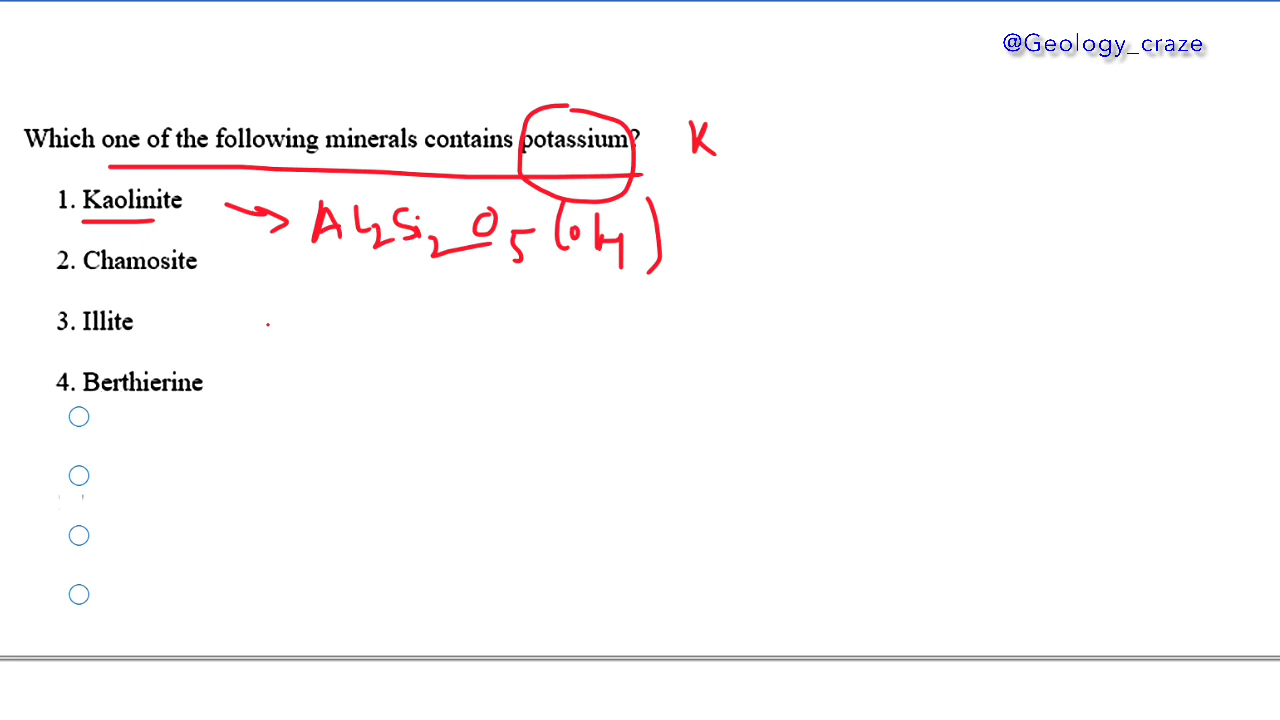 @Geology_craze
Which one of the following minerals contains potassium? K
1. Kaolinite → Al2Si2O5(OH)
2. Chamosite
3. Illite
4. Berthierine